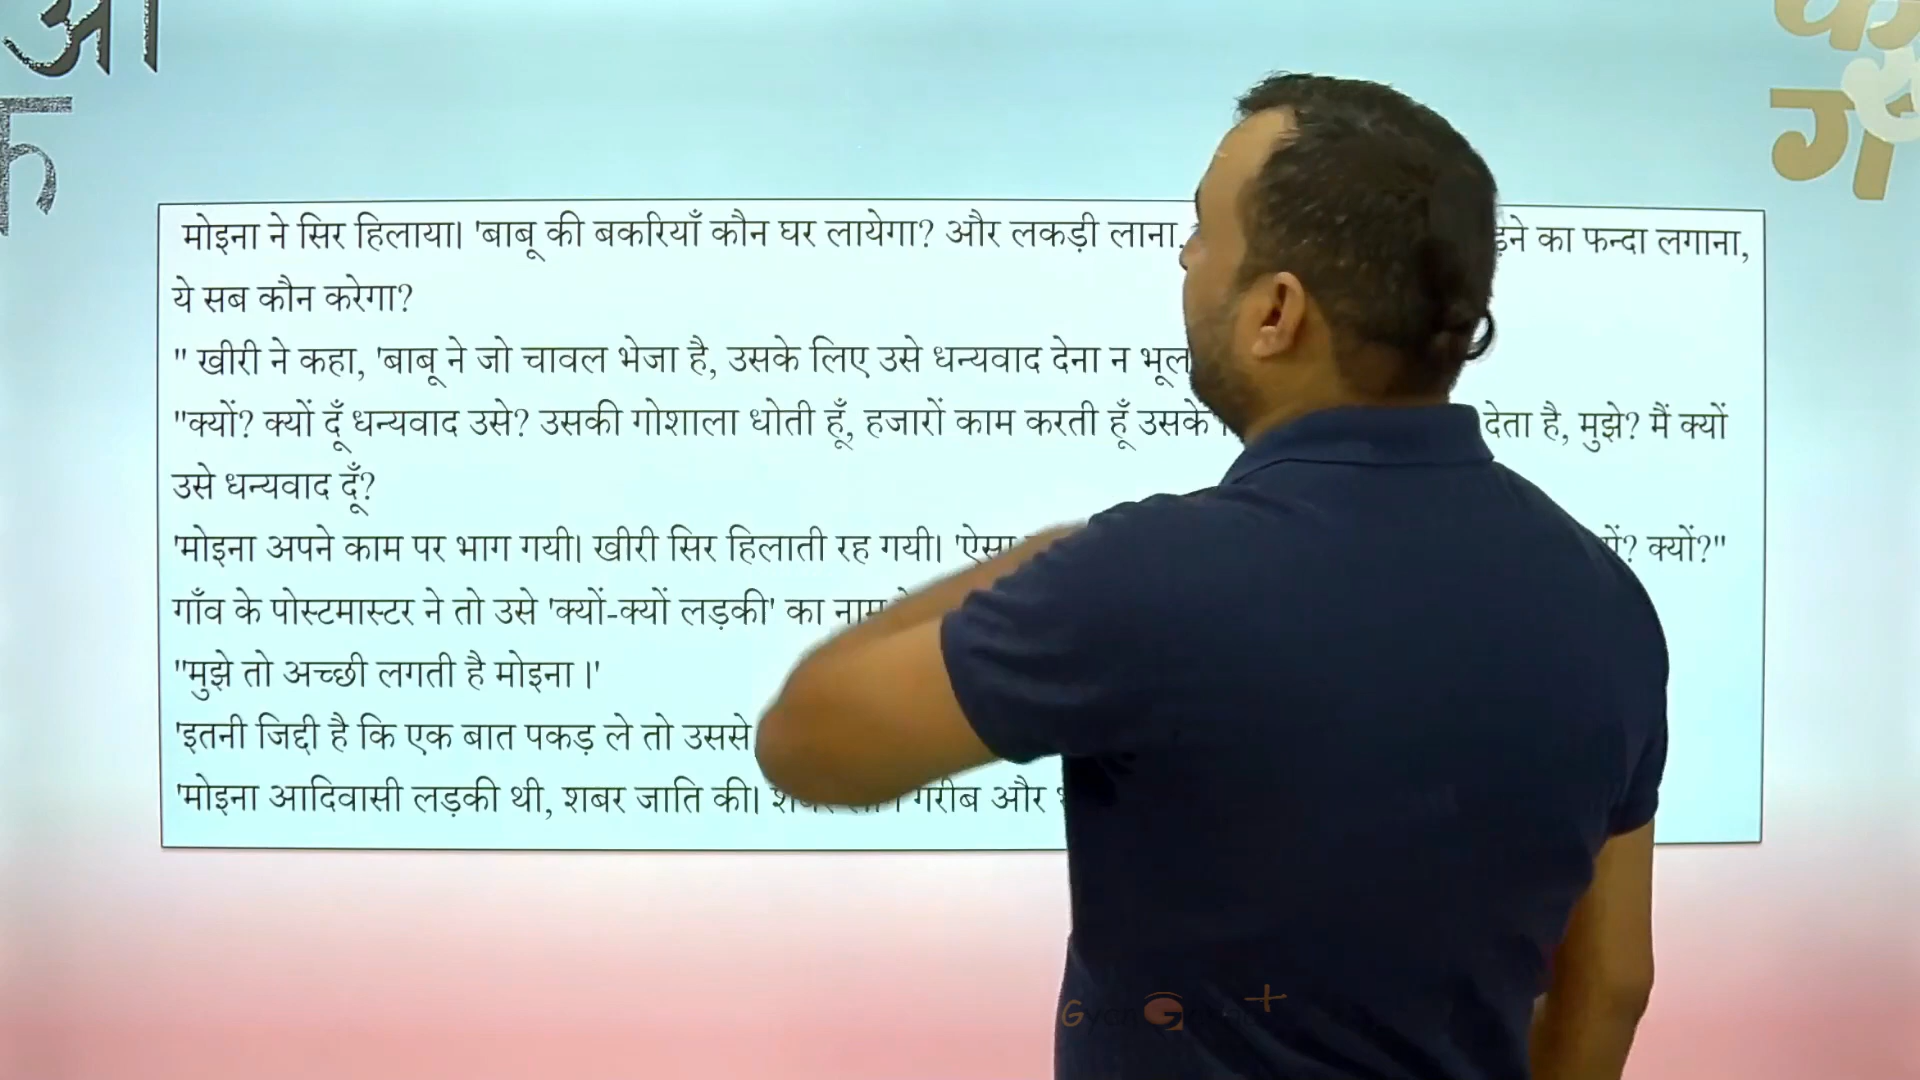 अ
क
क
ग
मोइना ने सिर हिलाया। 'बाबू की बकरियाँ कौन घर लायेगा? और लकड़ी लाना, का फन्दा लगाना,
ये सब कौन करेगा?
" खीरी ने कहा, 'बाबू ने जो चावल भेजा है, उसके लिए उसे धन्यवाद देना न
"क्यों? क्यों दूँ धन्यवाद उसे? उसकी गोशाला धोती हूँ, हजारों काम करती हूँ उसके देता है, मुझे? मैं क्यों
उसे धन्यवाद दूँ?
'मोइना अपने काम पर भाग गयी। खीरी सिर हिलाती रह गयी। क्यों?"
गाँव के पोस्टमास्टर ने तो उसे 'क्यों-क्यों लड़की' का
"मुझे तो अच्छी लगती है मोइना ।'
'इतनी जिद्दी है कि एक बात पकड़ ले तो उससे
'मोइना आदिवासी लड़की थी, शबर जाति की। गरीब और